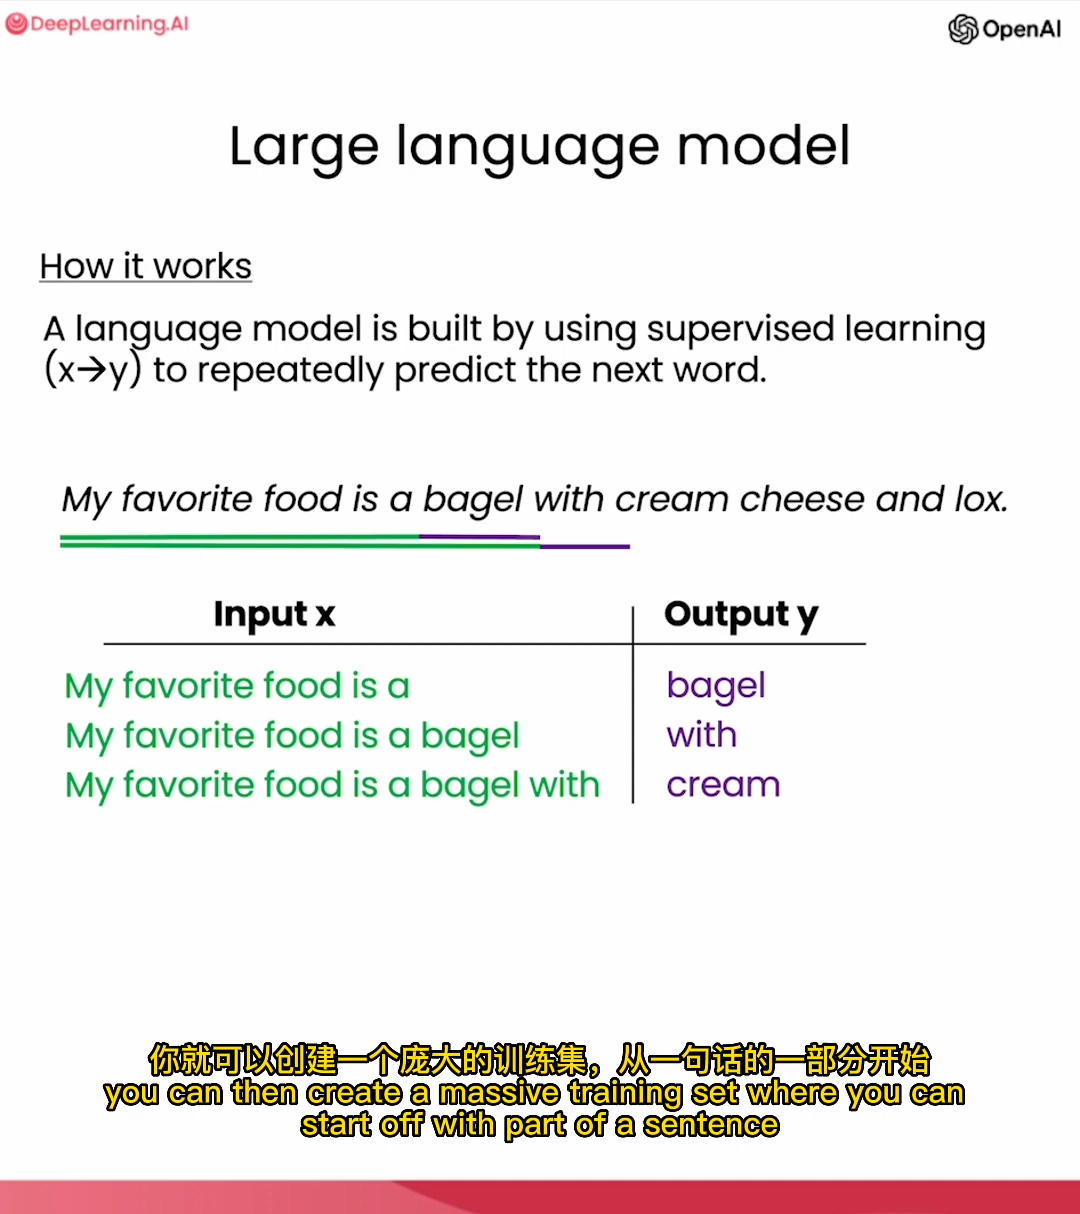 DeepLearning.AI
OpenAI
Large language model
How it works
A language model is built by using supervised learning
(x→y) to repeatedly predict the next word.
My favorite food is a bagel with cream cheese and lox.
Input x
Output y
My favorite food is a
bagel
My favorite food is a bagel
with
My favorite food is a bagel with
cream
你就可以创建一个庞大的训练集，从一句话的一部分开始
you can then create a massive training set where you can
start off with part of a sentence